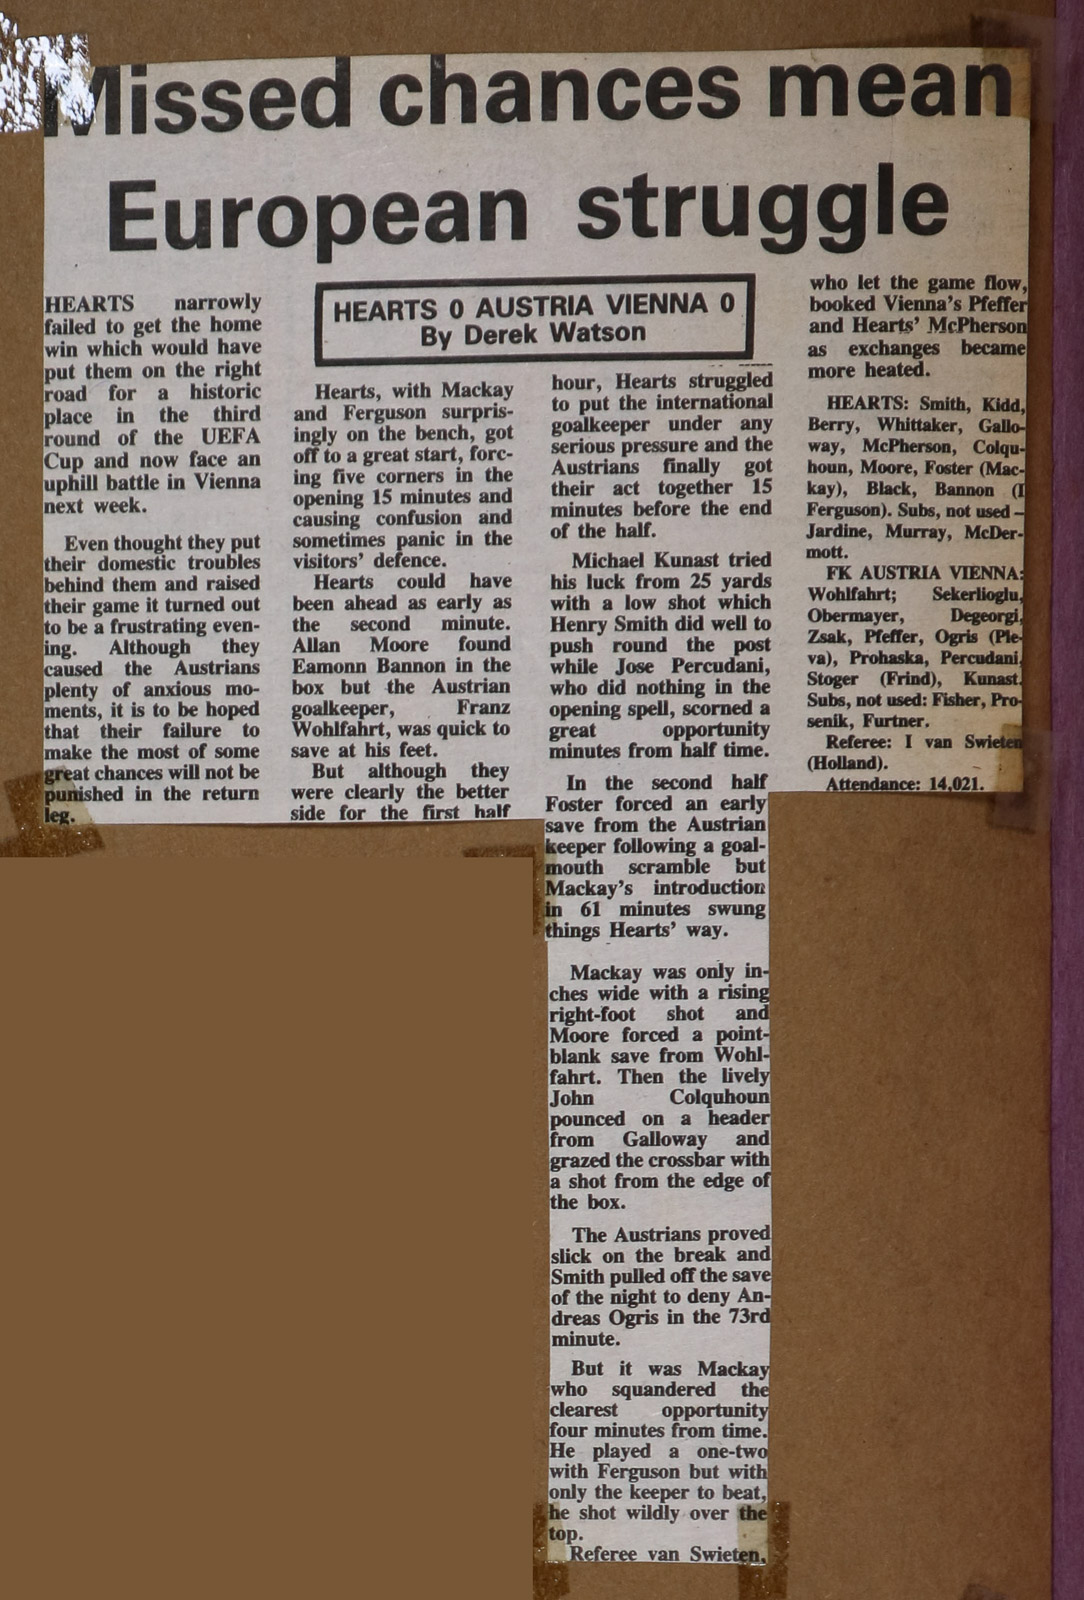 Missed chances mean
European struggle
HEARTS 0 AUSTRIA VIENNA 0
By Derek Watson
HEARTS narrowly
failed to get the home
win which would have
put them on the right
road for a historic
place in the third
round of the UEFA
Cup and now face an
uphill battle in Vienna
next week.
Even thought they put
their domestic troubles
behind them and raised
their game it turned out
to be a frustrating even-
ing. Although they
caused the Austrians
plenty of anxious mo-
ments, it is to be hoped
that their failure to
make the most of some
great chances will not be
punished in the return
leg.
Hearts, with Mackay
and Ferguson surpris-
ingly on the bench, got
off to a great start, forc-
ing five corners in the
opening 15 minutes and
causing confusion and
sometimes panic in the
visitors' defence.
Hearts could have
been ahead as early as
the second minute.
Allan Moore found
Eamonn Bannon in the
box but the Austrian
goalkeeper, Franz
Wohlfahrt, was quick to
save at his feet.
But although they
were clearly the better
side for the first half
hour, Hearts struggled
to put the international
goalkeeper under any
serious pressure and the
Austrians finally got
their act together 15
minutes before the end
of the half.
Michael Kunast tried
his luck from 25 yards
with a low shot which
Henry Smith did well to
push round the post
while Jose Percudani,
who did nothing in the
opening spell, scorned a
great opportunity
minutes from half time.
In the second half
Foster forced an early
save from the Austrian
keeper following a goal-
mouth scramble but
Mackay's introduction
in 61 minutes swung
things Hearts' way.
Mackay was only in-
ches wide with a rising
right-foot shot and
Moore forced a point-
blank save from Wohl-
fahrt. Then the lively
John Colquhoun
pounced on a header
from Galloway and
grazed the crossbar with
a shot from the edge of
the box.
The Austrians proved
slick on the break and
Smith pulled off the save
of the night to deny An-
dreas Ogris in the 73rd
minute.
But it was Mackay
who squandered the
clearest opportunity
four minutes from time.
He played a one-two
with Ferguson but with
only the keeper to beat,
he shot wildly over the
top.
Referee van Swieten,
who let the game flow,
booked Vienna's Pfeffer
and Hearts' McPherson
as exchanges became
more heated.
HEARTS: Smith, Kidd,
Berry, Whittaker, Gallo-
way, McPherson, Colqu-
houn, Moore, Foster (Mac-
kay), Black, Bannon (I
Ferguson). Subs, not used –
Jardine, Murray, McDer-
mott.
FK AUSTRIA VIENNA:
Wohlfahrt; Sekerlioglu,
Obermayer, Degeorgi,
Zsak, Pfeffer, Ogris (Ple-
va), Prohaska, Percudani,
Stoger (Frind), Kunast.
Subs, not used: Fisher, Pro-
senik, Furtner.
Referee: I van Swieten
(Holland).
Attendance: 14,021.